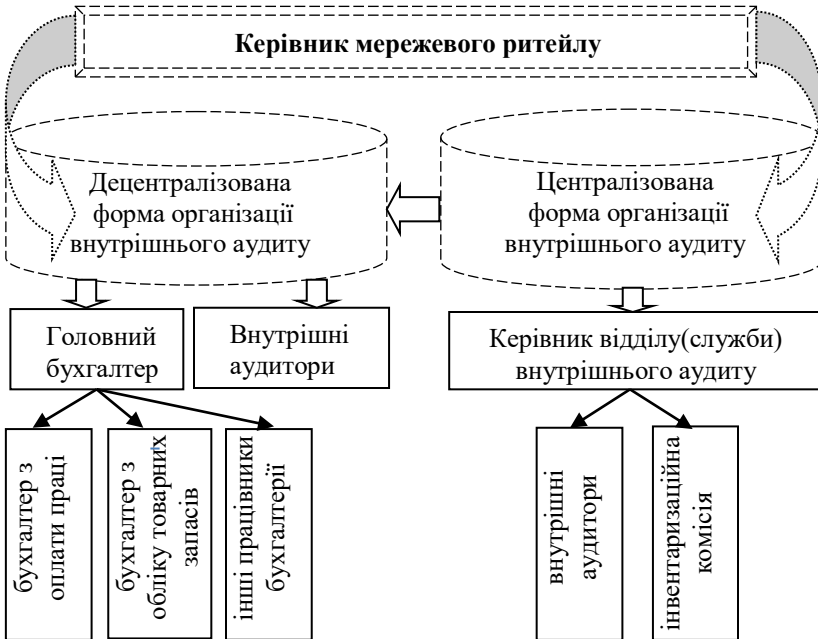 Керівник мережевого ритейлу
Децентралізована
форма організації
внутрішнього аудиту
Централізована
форма організації
внутрішнього аудиту
Головний
бухгалтер
Внутрішні
аудитори
Керівник відділу(служби)
внутрішнього аудиту
бухгалтер з
оплати праці
бухгалтер з
обліку товарних
запасів
інші працівники
бухгалтерії
внутрішні
аудитори
інвентаризаційна
комісія